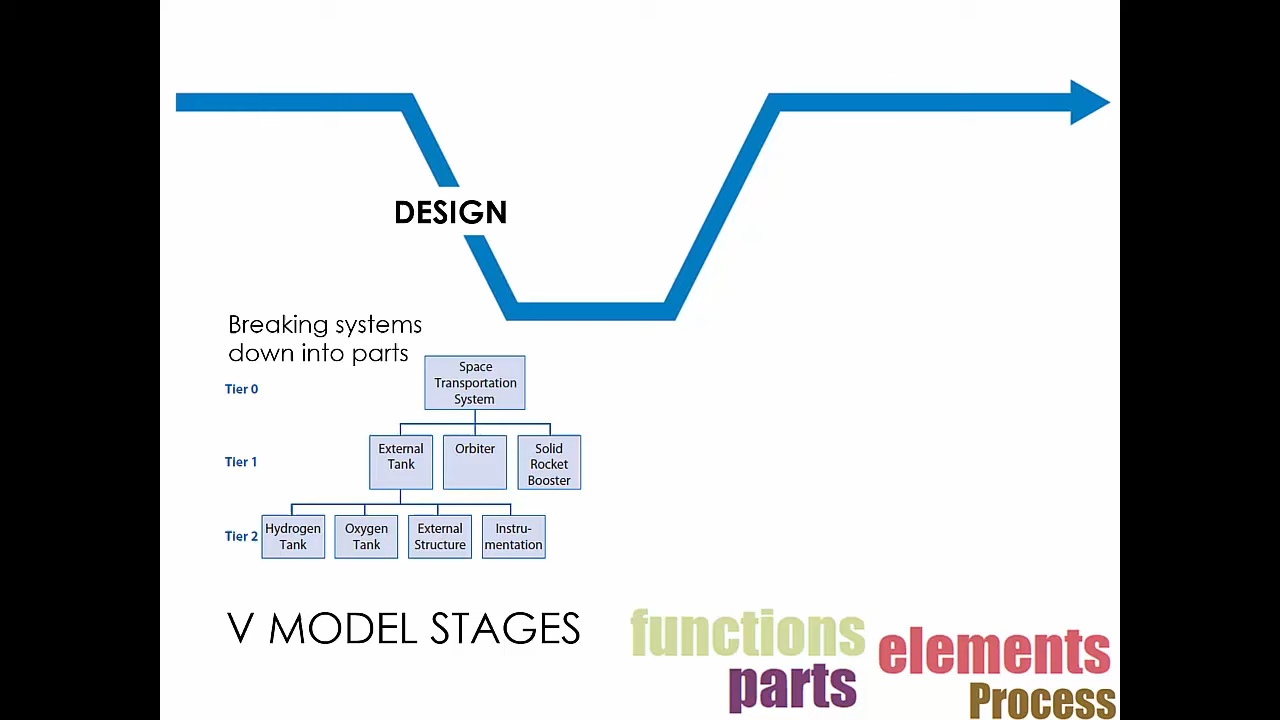 DESIGN
Breaking systems
down into parts
Tier 0
Space
Transportation
System
Tier 1
External
Tank
Orbiter
Solid
Rocket
Booster
Tier 2
Hydrogen
Tank
Oxygen
Tank
External
Structure
Instru-
mentation
V MODEL STAGES
functions
elements
parts
Process